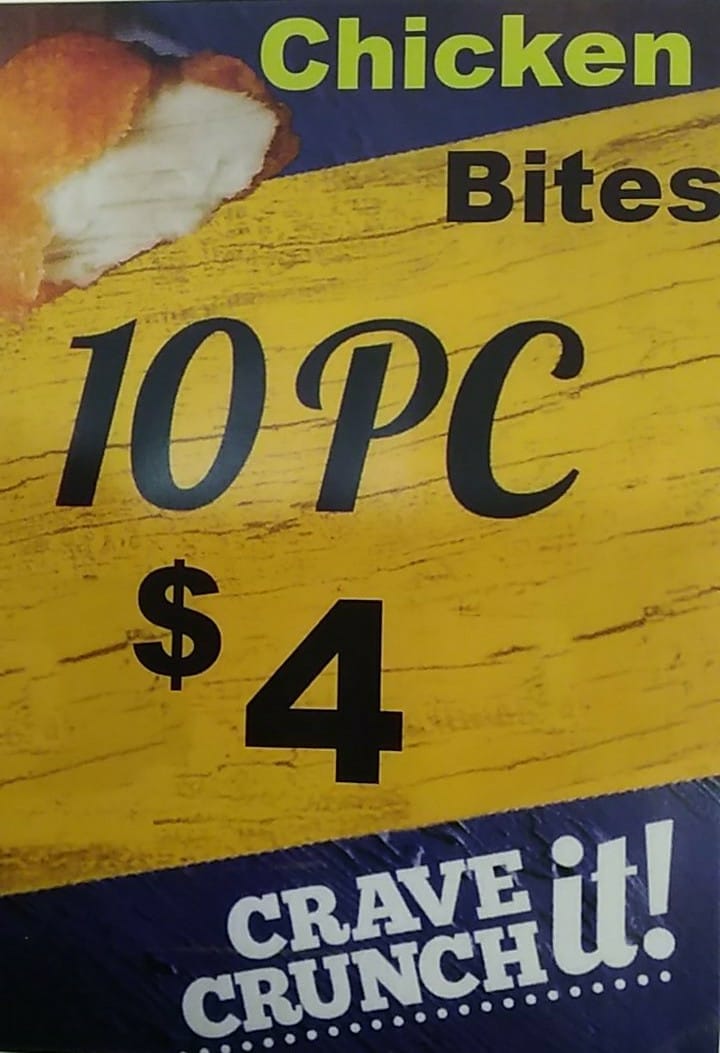 Chicken
Bites
10 PC
$4
CRAVE
CRUNCH it!